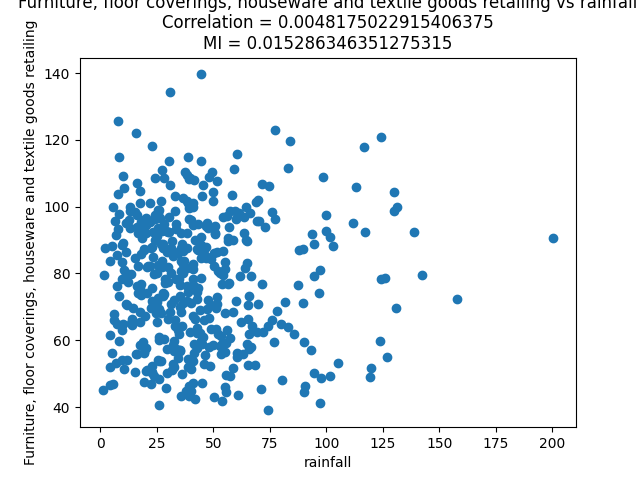 Furniture, floor coverings, houseware and textile goods retailing vs rainfall
Correlation = 0.0048175022915406375
MI = 0.015286346351275315
Furniture, floor coverings, houseware and textile goods retailing
140
120
100
80
60
40
0 25 50 75 100 125 150 175 200
rainfall